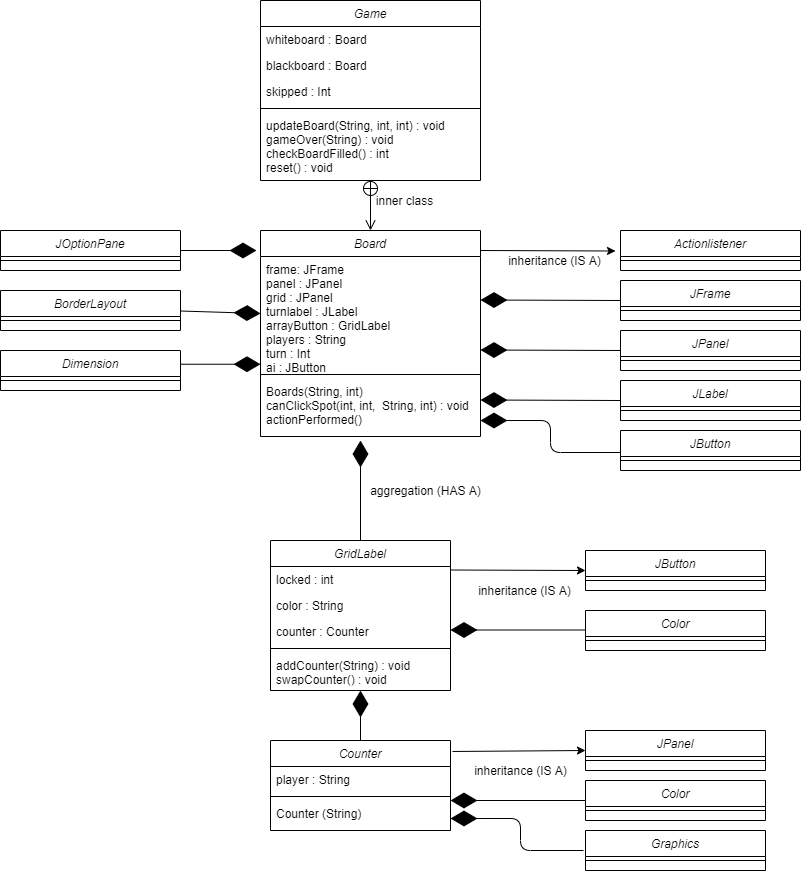 Game
whiteboard : Board
blackboard : Board
skipped : Int
updateBoard(String, int, int) : void
gameOver(String) : void
checkBoardFilled() : int
reset() : void
inner class
JOptionPane
BorderLayout
Dimension
Board
frame: JFrame
panel : JPanel
grid : JPanel
turnlabel : JLabel
arrayButton : GridLabel
players : String
turn : Int
ai : JButton
Boards(String, int)
canClickSpot(int, int,  String, int) : void
actionPerformed()
inheritance (IS A)
Actionlistener
JFrame
JPanel
JLabel
JButton
aggregation (HAS A)
GridLabel
locked : int
color : String
counter : Counter
addCounter(String) : void
swapCounter() : void
inheritance (IS A)
JButton
Color
Counter
player : String
Counter (String)
inheritance (IS A)
JPanel
Color
Graphics